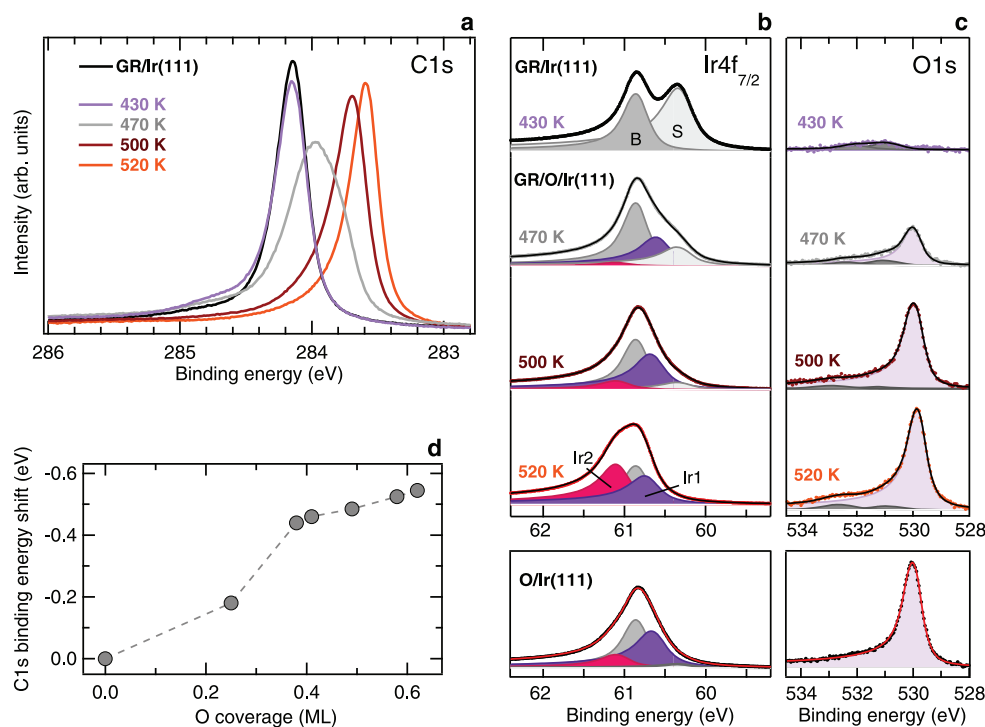 a
C1s
GR/Ir(111)
430 K
470 K
500 K
520 K
Intensity (arb. units)
286
285
284
283
Binding energy (eV)
b
GR/Ir(111)
Ir4f7/2
430 K
B
S
GR/O/Ir(111)
470 K
500 K
520 K
Ir2
Ir1
62
61
60
O/Ir(111)
62
61
60
Binding energy (eV)
c
O1s
430 K
470 K
500 K
520 K
534
532
530
528
534
532
530
528
Binding energy (eV)
d
C1s binding energy shift (eV)
-0.6
-0.4
-0.2
0.0
0.0
0.2
0.4
0.6
O coverage (ML)